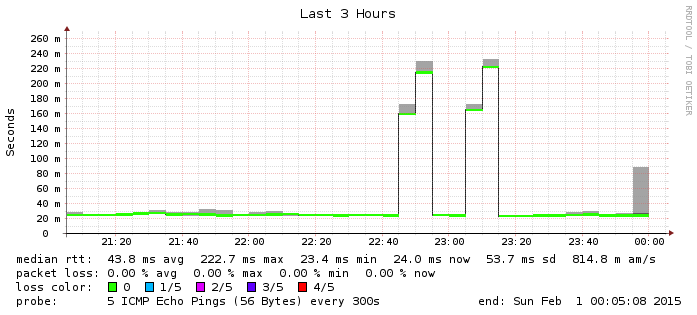 Last 3 Hours
RRDTOOL / TOBI OETIKER
Seconds
260 m
240 m
220 m
200 m
180 m
160 m
140 m
120 m
100 m
80 m
60 m
40 m
20 m
0
21:20 21:40 22:00 22:20 22:40 23:00 23:20 23:40 00:00
median rtt: 43.8 ms avg 222.7 ms max 23.4 ms min 24.0 ms now 53.7 ms sd 814.8 m am/s
packet loss: 0.00 % avg 0.00 % max 0.00 % min 0.00 % now
loss color: 0 1/5 2/5 3/5 4/5
probe: 5 ICMP Echo Pings (56 Bytes) every 300s end: Sun Feb 1 00:05:08 2015